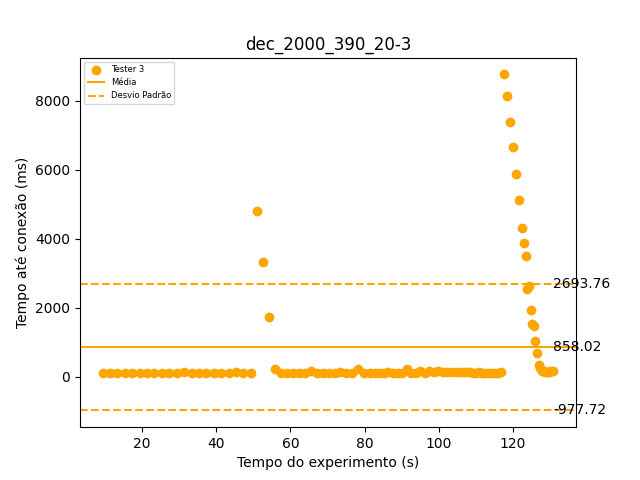 dec_2000_390_20-3
Tester 3
Média
Desvio Padrão
Tempo até conexão (ms)
8000
6000
4000
2000
0
2693.76
858.02
-977.72
20
40
60
80
100
120
Tempo do experimento (s)